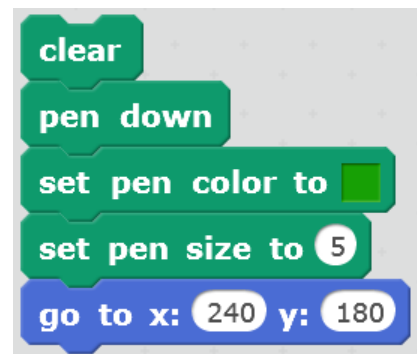 clear
pen down
set pen color to
set pen size to 5
go to x: 240 y: 180